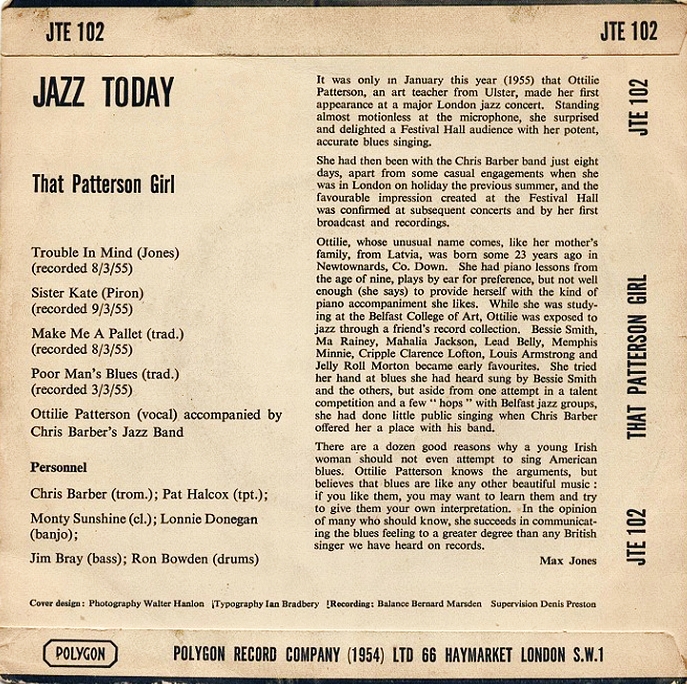 JTE 102
JTE 102
JAZZ TODAY
That Patterson Girl
Trouble In Mind (Jones)
(recorded 8/3/55)
Sister Kate (Piron)
(recorded 9/3/55)
Make Me A Pallet (trad.)
(recorded 8/3/55)
Poor Man's Blues (trad.)
(recorded 3/3/55)
Ottilie Patterson (vocal) accompanied by
Chris Barber's Jazz Band
Personnel
Chris Barber (trom.); Pat Halcox (tpt.);
Monty Sunshine (cl.); Lonnie Donegan
(banjo);
Jim Bray (bass); Ron Bowden (drums)
It was only in January this year (1955) that Ottilie
Patterson, an art teacher from Ulster, made her first
appearance at a major London jazz concert. Standing
almost motionless at the microphone, she surprised
and delighted a Festival Hall audience with her potent,
accurate blues singing.
She had then been with the Chris Barber band just eight
days, apart from some casual engagements when she
was in London on holiday the previous summer, and the
favourable impression created at the Festival Hall
was confirmed at subsequent concerts and by her first
broadcast and recordings.
Ottilie, whose unusual name comes, like her mother's
family, from Latvia, was born some 23 years ago in
Newtownards, Co. Down. She had piano lessons from
the age of nine, plays by ear for preference, but not well
enough (she says) to provide herself with the kind of
piano accompaniment she likes. While she was study-
ing at the Belfast College of Art, Ottilie was exposed to
jazz through a friend's record collection. Bessie Smith,
Ma Rainey, Mahalia Jackson, Lead Belly, Memphis
Minnie, Cripple Clarence Lofton, Louis Armstrong and
Jelly Roll Morton became early favourites. She tried
her hand at blues she had heard sung by Bessie Smith
and the others, but aside from one attempt in a talent
competition and a few " hops " with Belfast jazz groups,
she had done little public singing when Chris Barber
offered her a place with his band.
There are a dozen good reasons why a young Irish
woman should not even attempt to sing American
blues. Ottilie Patterson knows the arguments, but
believes that blues are like any other beautiful music :
if you like them, you may want to learn them and try
to give them your own interpretation. In the opinion
of many who should know, she succeeds in communicat-
ing the blues feeling to a greater degree than any British
singer we have heard on records.
Max Jones
JTE 102
THAT PATTERSON GIRL
JTE 102
Cover design: Photography Walter Hanlon Typography Ian Bradbery Recording: Balance Bernard Marsden Supervision Denis Preston
POLYGON
POLYGON RECORD COMPANY (1954) LTD 66 HAYMARKET LONDON S.W.1